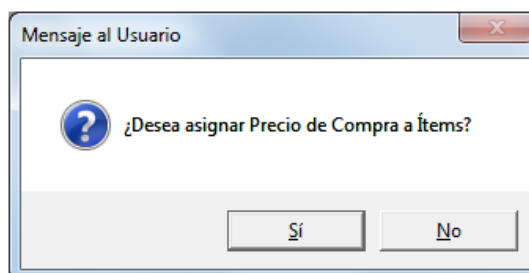 Mensaje al Usuario
¿Desea asignar Precio de Compra a Ítems?
Sí
No